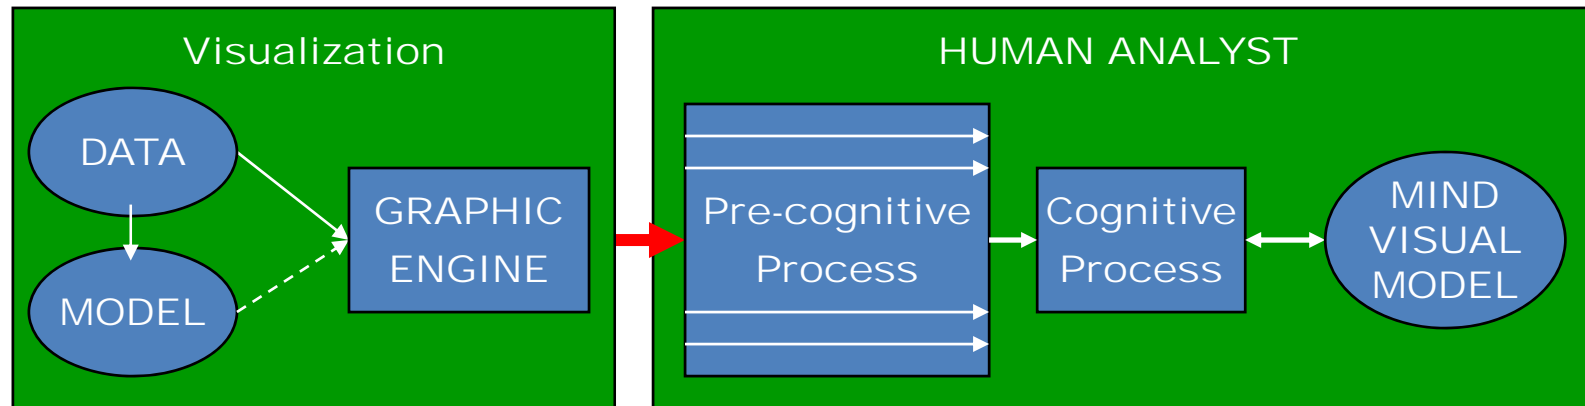 Visualization
DATA
MODEL
GRAPHIC
ENGINE
HUMAN ANALYST
Pre-cognitive
Process
Cognitive
Process
MIND
VISUAL
MODEL